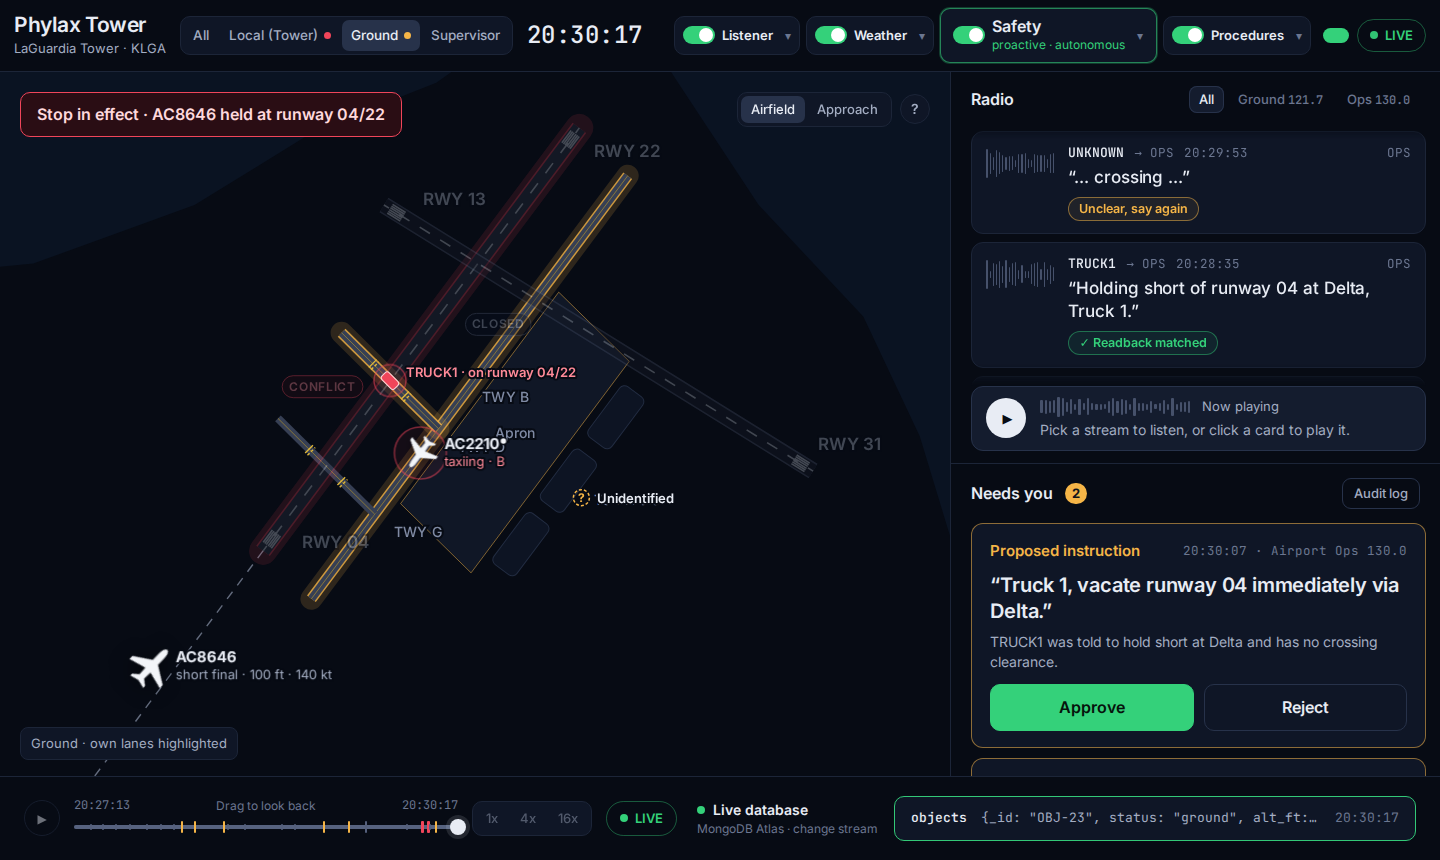 Phylax Tower
LaGuardia Tower · KLGA
All
Local (Tower)
Ground
Supervisor
20:30:17
Listener
Weather
Safety
proactive · autonomous
Procedures
LIVE
Stop in effect · AC8646 held at runway 04/22
Airfield
Approach
?
RWY 22
RWY 13
CLOSED
CONFLICT
TRUCK1 · on runway 04/22
TWY B
Apron
AC2210
taxiing · B
RWY 31
? Unidentified
TWY G
RWY 04
AC8646
short final · 100 ft · 140 kt
Ground · own lanes highlighted
Radio
All
Ground 121.7
Ops 130.0
UNKNOWN → OPS 20:29:53
OPS
“… crossing …”
Unclear, say again
TRUCK1 → OPS 20:28:35
OPS
“Holding short of runway 04 at Delta,
Truck 1.”
✓ Readback matched
Now playing
Pick a stream to listen, or click a card to play it.
Needs you 2
Audit log
Proposed instruction
20:30:07 · Airport Ops 130.0
“Truck 1, vacate runway 04 immediately via
Delta.”
TRUCK1 was told to hold short at Delta and has no crossing
clearance.
Approve
Reject
20:27:13
Drag to look back
20:30:17
1x
4x
16x
LIVE
Live database
MongoDB Atlas · change stream
objects {_id: "OBJ-23", status: "ground", alt_ft:… 20:30:17